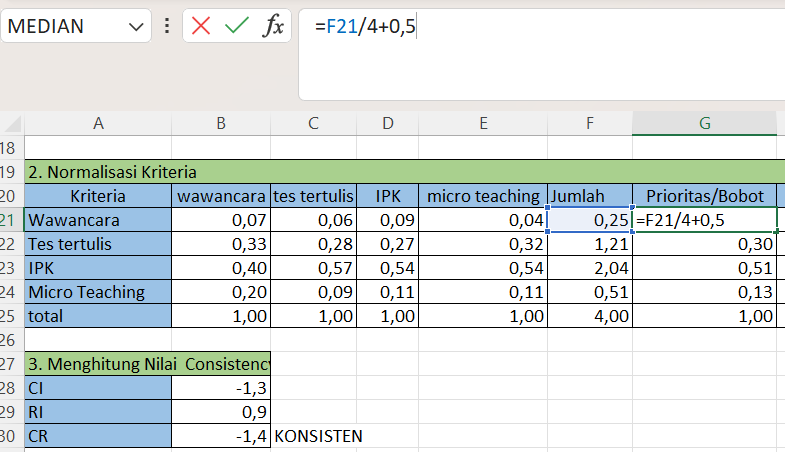 MEDIAN fx =F21/4+0,5
A B C D E F G
18
19 2. Normalisasi Kriteria
20 Kriteria wawancara tes tertulis IPK micro teaching Jumlah Prioritas/Bobot
21 Wawancara 0,07 0,06 0,09 0,04 0,25 =F21/4+0,5
22 Tes tertulis 0,33 0,28 0,27 0,32 1,21 0,30
23 IPK 0,40 0,57 0,54 0,54 2,04 0,51
24 Micro Teaching 0,20 0,09 0,11 0,11 0,51 0,13
25 total 1,00 1,00 1,00 1,00 4,00 1,00
26
27 3. Menghitung Nilai Consistency
28 CI -1,3
29 RI 0,9
30 CR -1,4 KONSISTEN